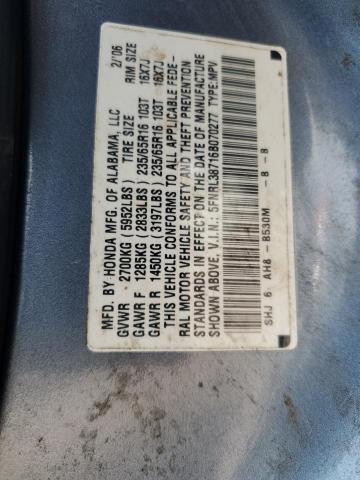 MFD. BY HONDA MFG. OF ALABAMA, LLC 2/'06
GVWR 2700KG (5952LBS) TIRE SIZE RIM SIZE
GAWR F 1285KG (2833LBS) 235/65R16 103T 16X7J
GAWR R 1450KG (3197LBS) 235/65R16 103T 16X7J
THIS VEHICLE CONFORMS TO ALL APPLICABLE FEDE-
RAL MOTOR VEHICLE SAFETY AND THEFT PREVENTION
STANDARDS IN EFFECT ON THE DATE OF MANUFACTURE
SHOWN ABOVE. V.I.N.: 5FNRL38716B070277 TYPE:MPV
SHJ 6 AH8 - B530M - B - B